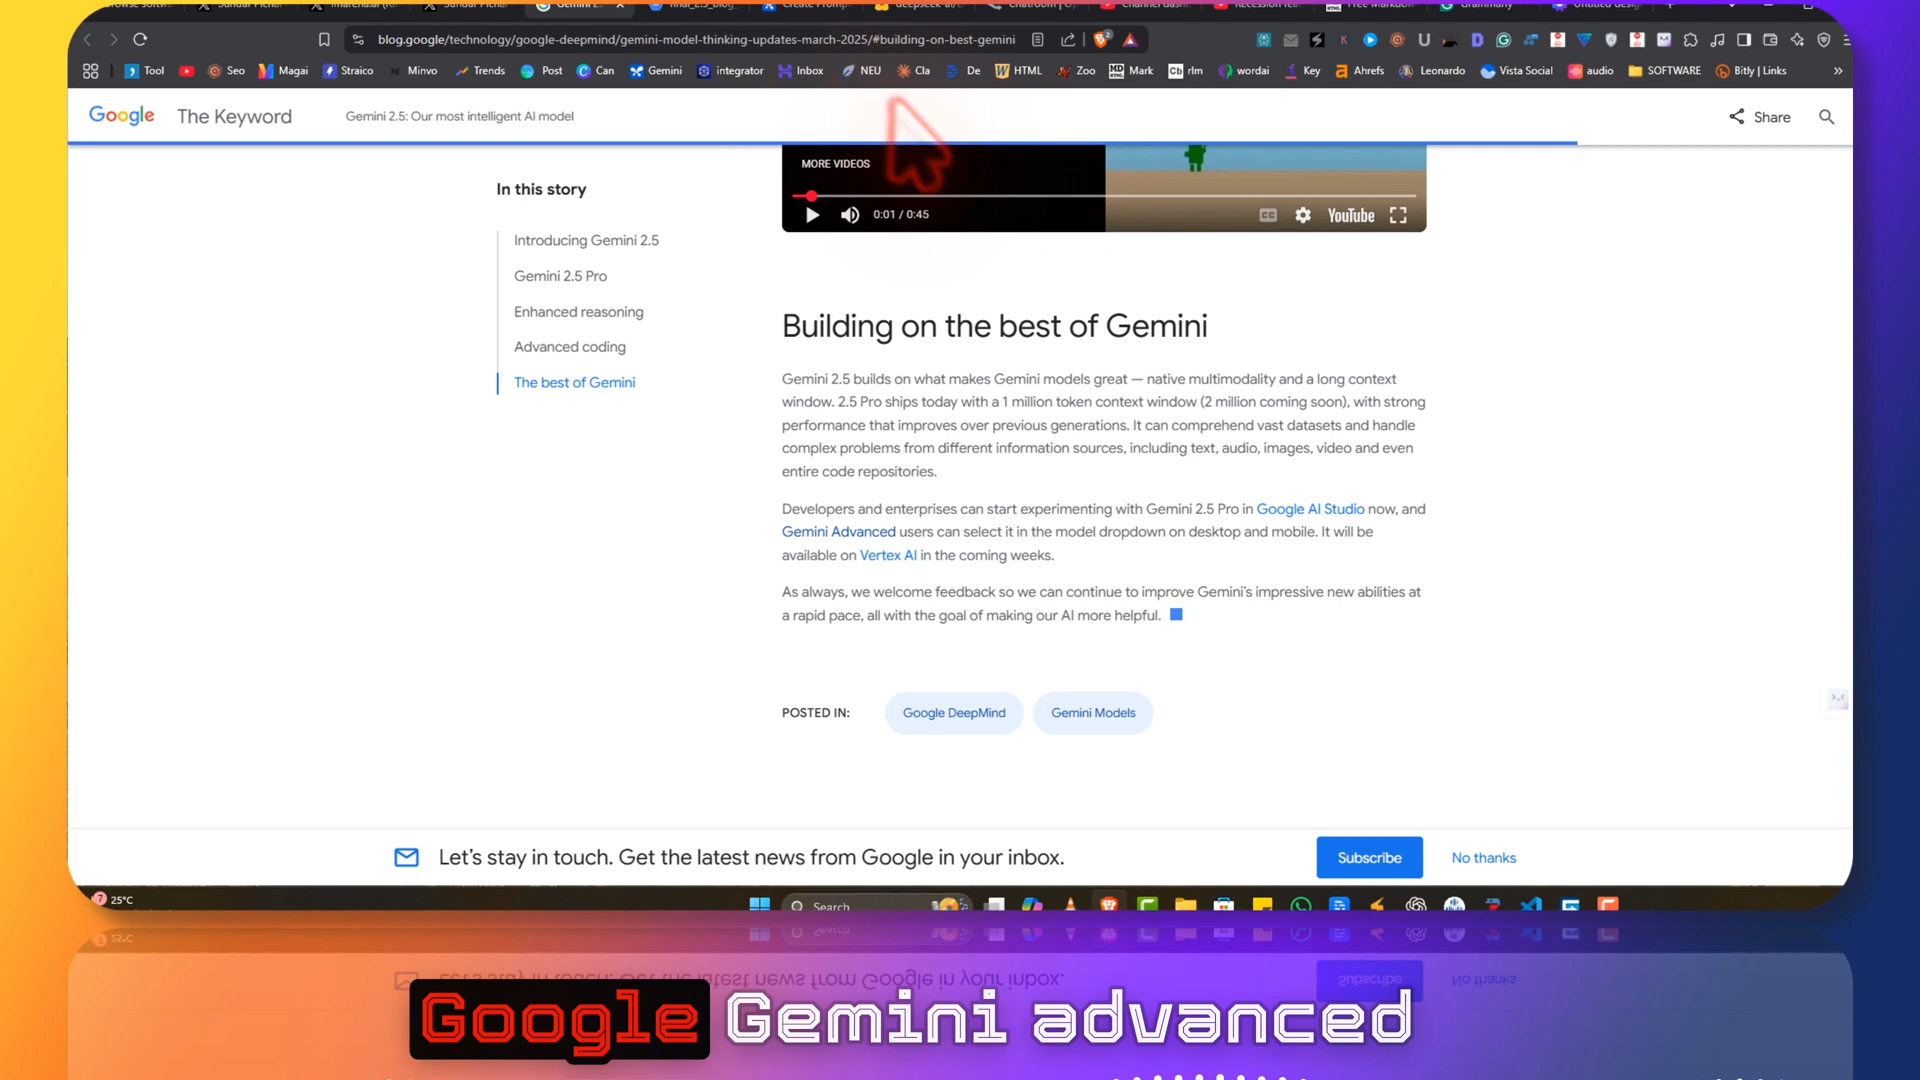 blog.google/technology/google-deepmind/gemini-model-thinking-updates-march-2025/#building-on-best-gemini
Tool Seo Magai Straico Minvo Trends Post Can Gemini integrator Inbox NEU Cla De HTML Zoo Mark rlm wordai Key Ahrefs Leonardo Vista Social audio SOFTWARE Bitly | Links
Google The Keyword Gemini 2.5: Our most intelligent AI model Share
MORE VIDEOS
0:01 / 0:45 YouTube
In this story
Introducing Gemini 2.5
Gemini 2.5 Pro
Enhanced reasoning
Advanced coding
The best of Gemini
Building on the best of Gemini
Gemini 2.5 builds on what makes Gemini models great — native multimodality and a long context
window. 2.5 Pro ships today with a 1 million token context window (2 million coming soon), with strong
performance that improves over previous generations. It can comprehend vast datasets and handle
complex problems from different information sources, including text, audio, images, video and even
entire code repositories.
Developers and enterprises can start experimenting with Gemini 2.5 Pro in Google AI Studio now, and
Gemini Advanced users can select it in the model dropdown on desktop and mobile. It will be
available on Vertex AI in the coming weeks.
As always, we welcome feedback so we can continue to improve Gemini's impressive new abilities at
a rapid pace, all with the goal of making our AI more helpful.
POSTED IN: Google DeepMind Gemini Models
Let's stay in touch. Get the latest news from Google in your inbox. Subscribe No thanks
7 25°C Search
Google Gemini advanced